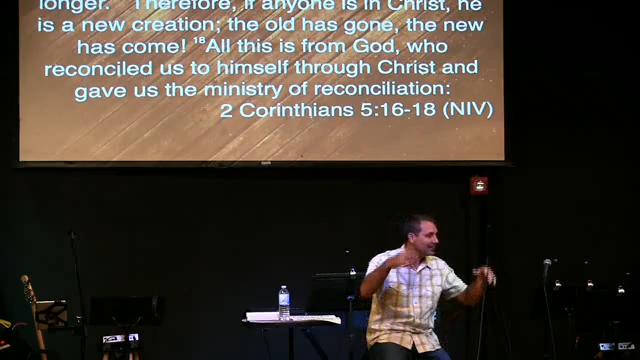 longer. Therefore, if anyone is in Christ, he
is a new creation; the old has gone, the new
has come! ¹⁸All this is from God, who
reconciled us to himself through Christ and
gave us the ministry of reconciliation:
2 Corinthians 5:16-18 (NIV)